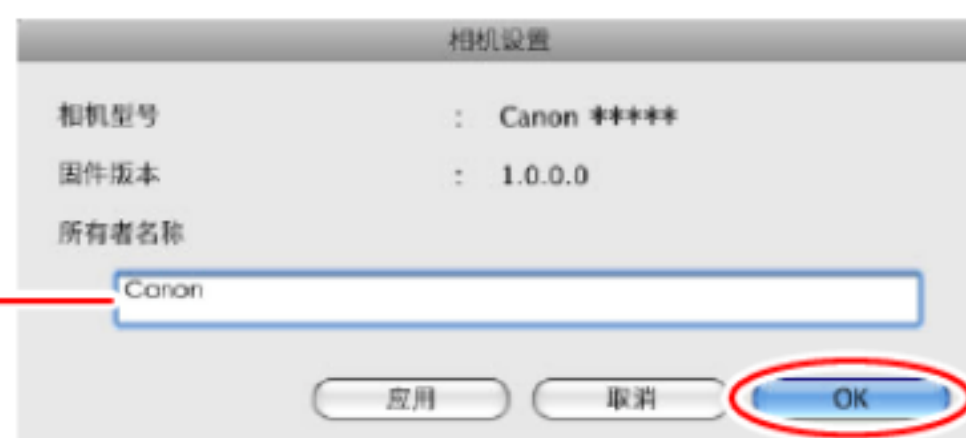 相机设置
相机型号 : Canon *****
固件版本 : 1.0.0.0
所有者名称
Canon
应用 取消 OK